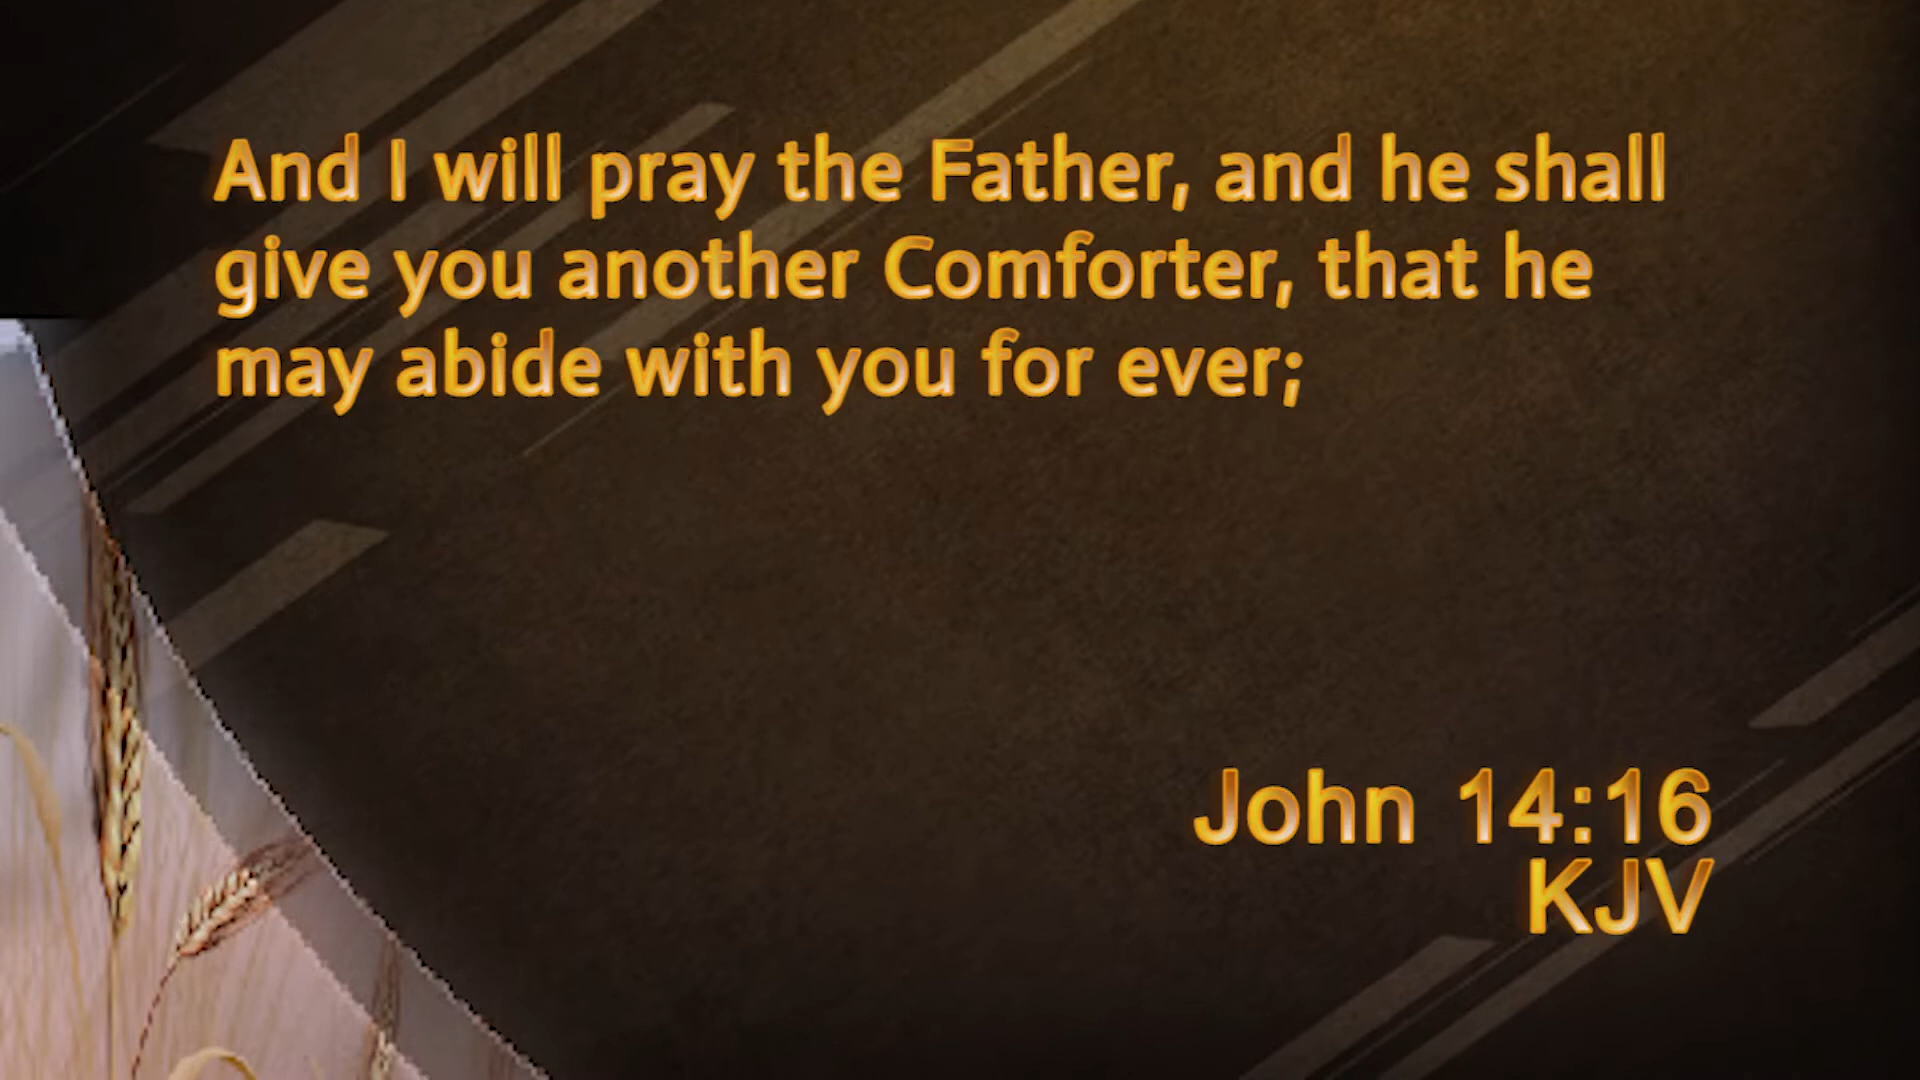 And I will pray the Father, and he shall
give you another Comforter, that he
may abide with you for ever;
John 14:16
KJV